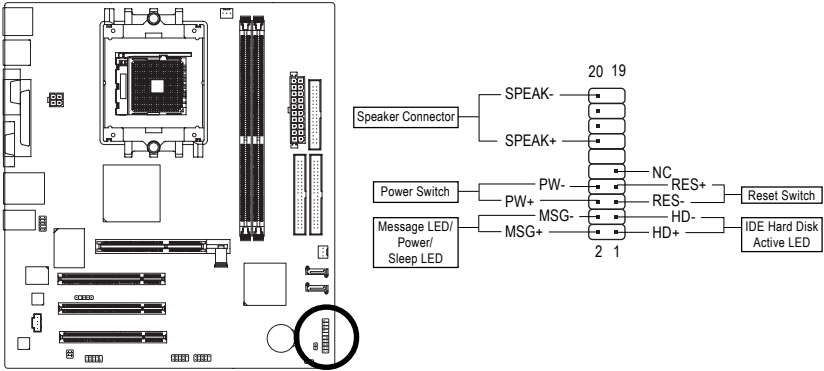 20 19
SPEAK-
Speaker Connector
SPEAK+
NC
PW-
RES+
Power Switch
Reset Switch
PW+
RES-
MSG-
HD-
Message LED/
Power/
Sleep LED
IDE Hard Disk
Active LED
MSG+
HD+
2 1